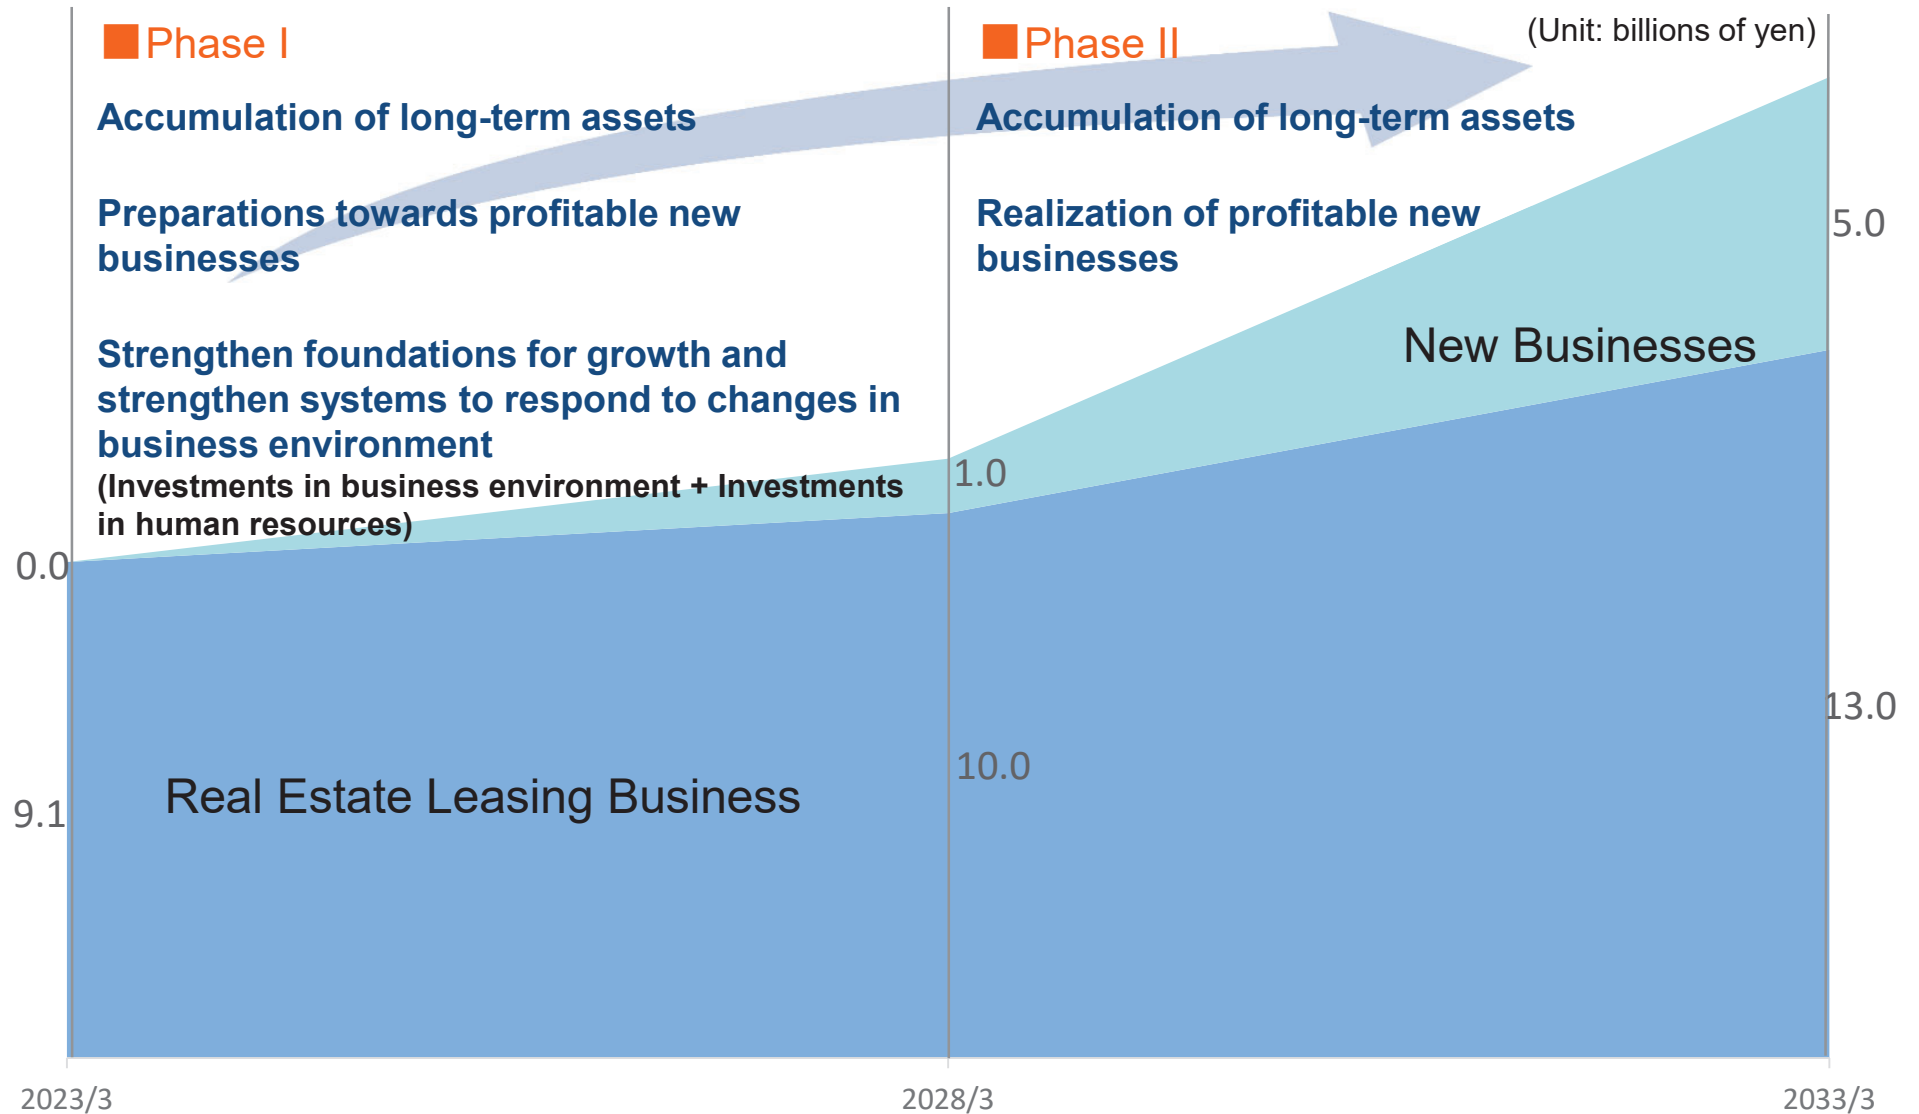 Phase I
Phase II
(Unit: billions of yen)
Accumulation of long-term assets
Preparations towards profitable new
businesses
Strengthen foundations for growth and
strengthen systems to respond to changes in
business environment
(Investments in business environment + Investments
in human resources)
Accumulation of long-term assets
Realization of profitable new
businesses
5.0
New Businesses
1.0
0.0
13.0
10.0
Real Estate Leasing Business
9.1
2023/3
2028/3
2033/3